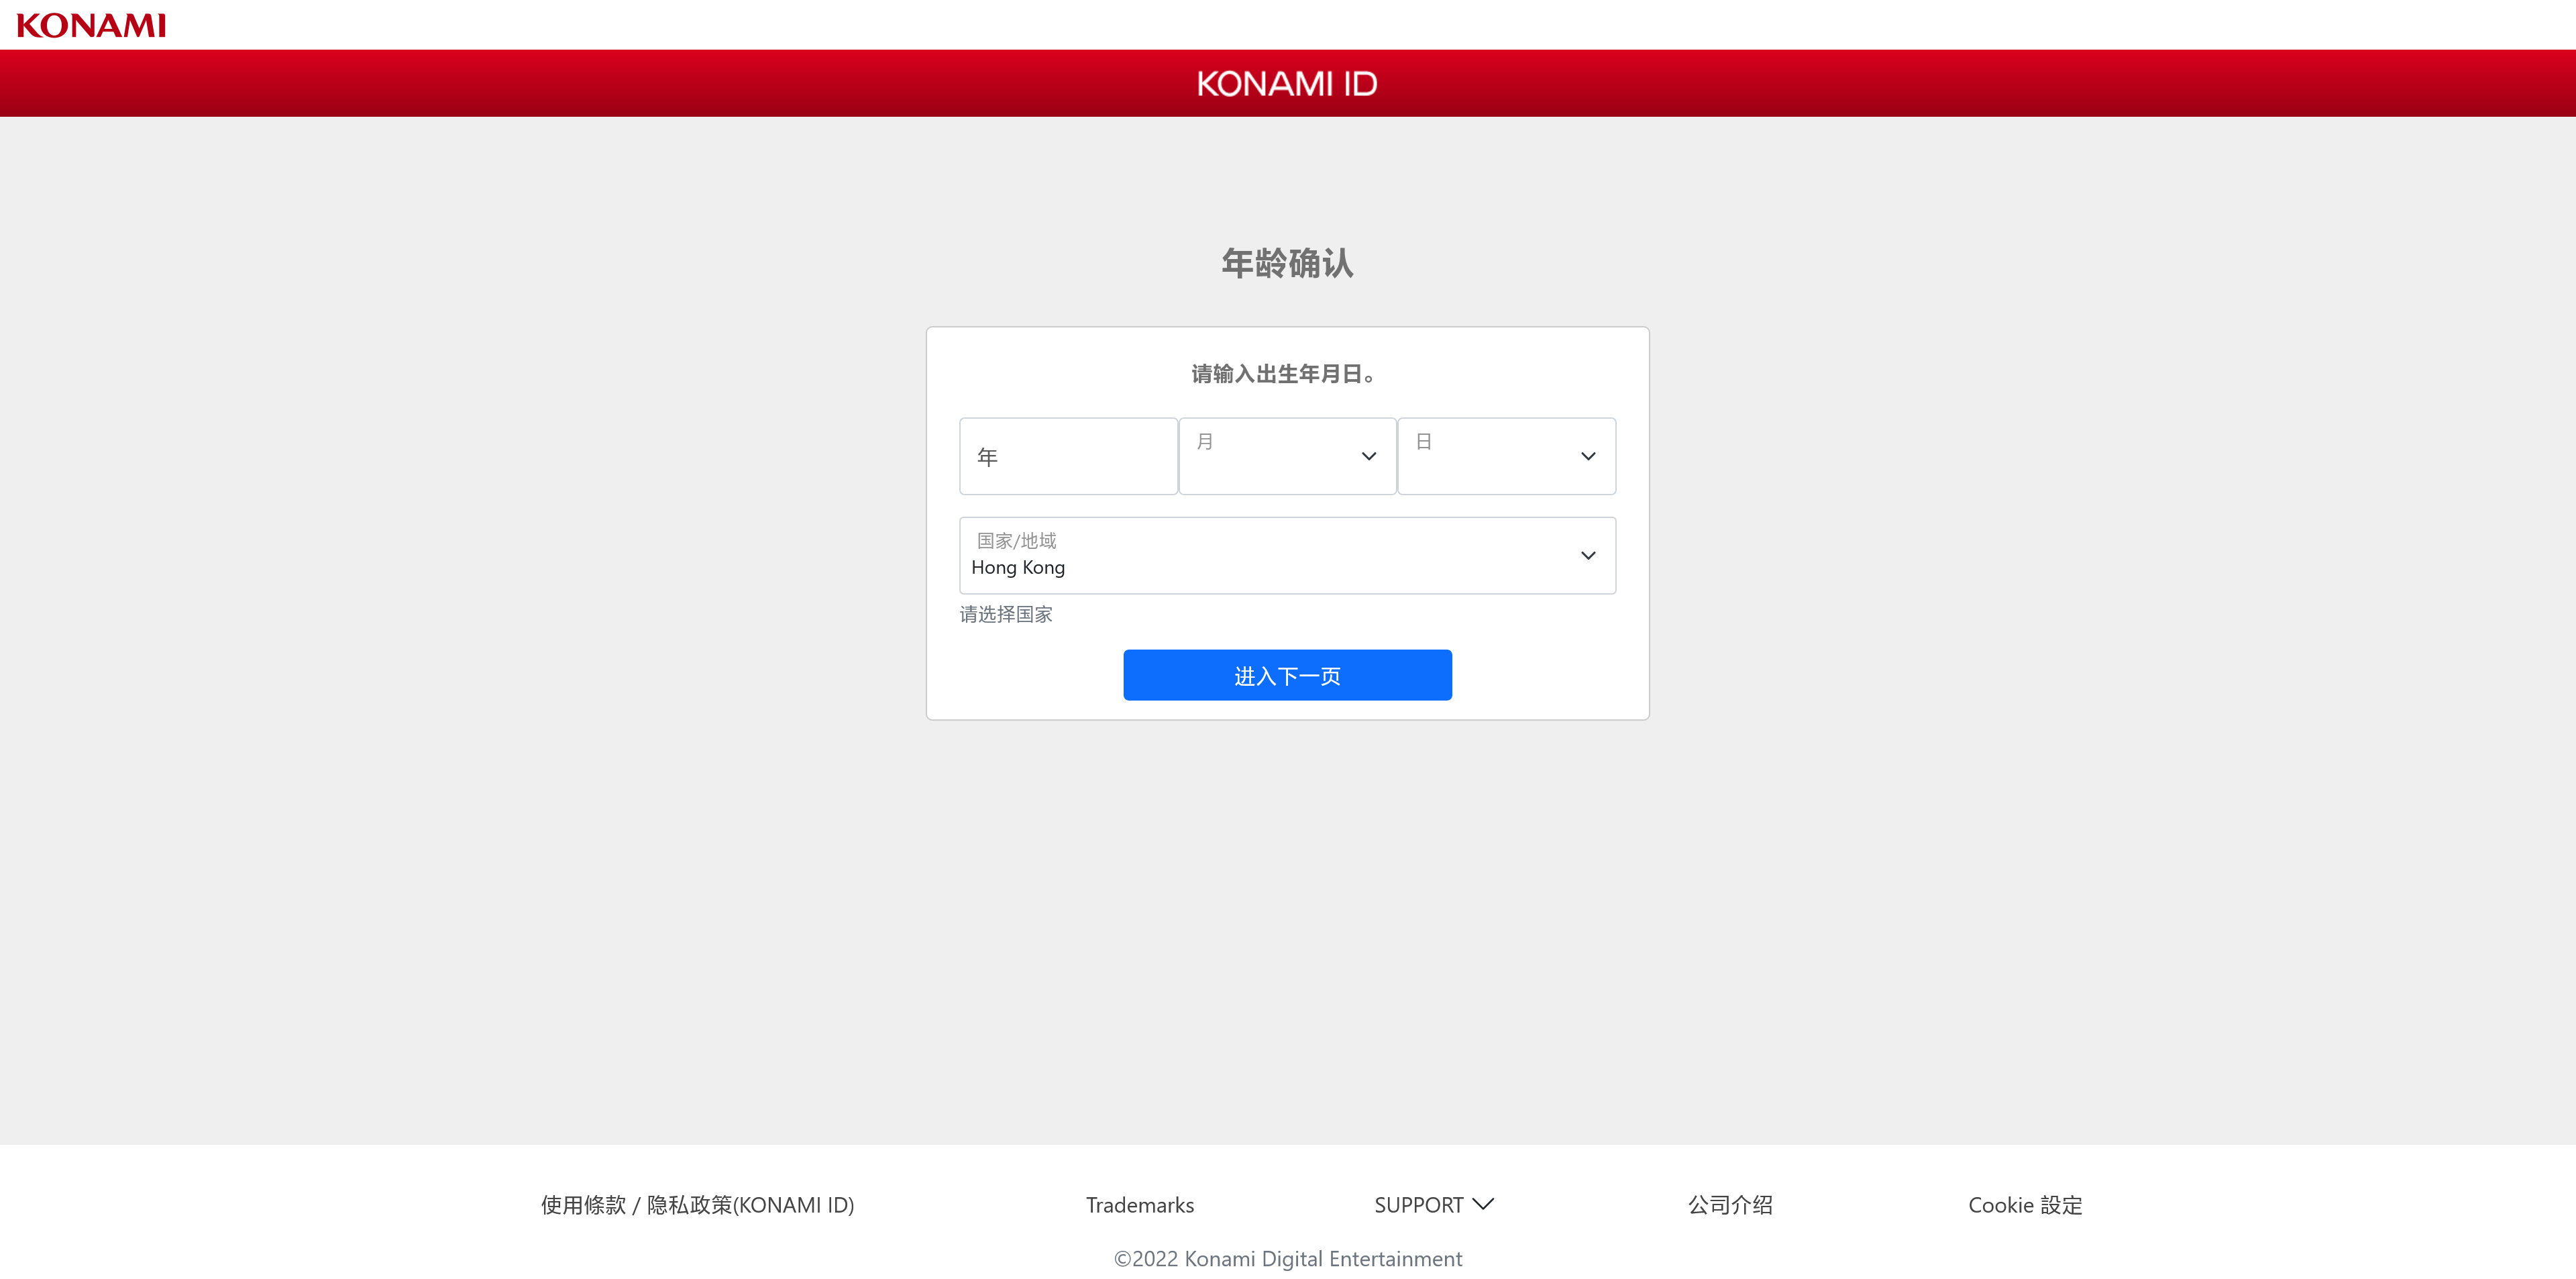 KONAMI
KONAMI ID
年龄确认
请输入出生年月日。
年
月
日
国家/地域
Hong Kong
请选择国家
进入下一页
使用條款 / 隐私政策(KONAMI ID)
Trademarks
SUPPORT
公司介绍
Cookie 設定
©2022 Konami Digital Entertainment